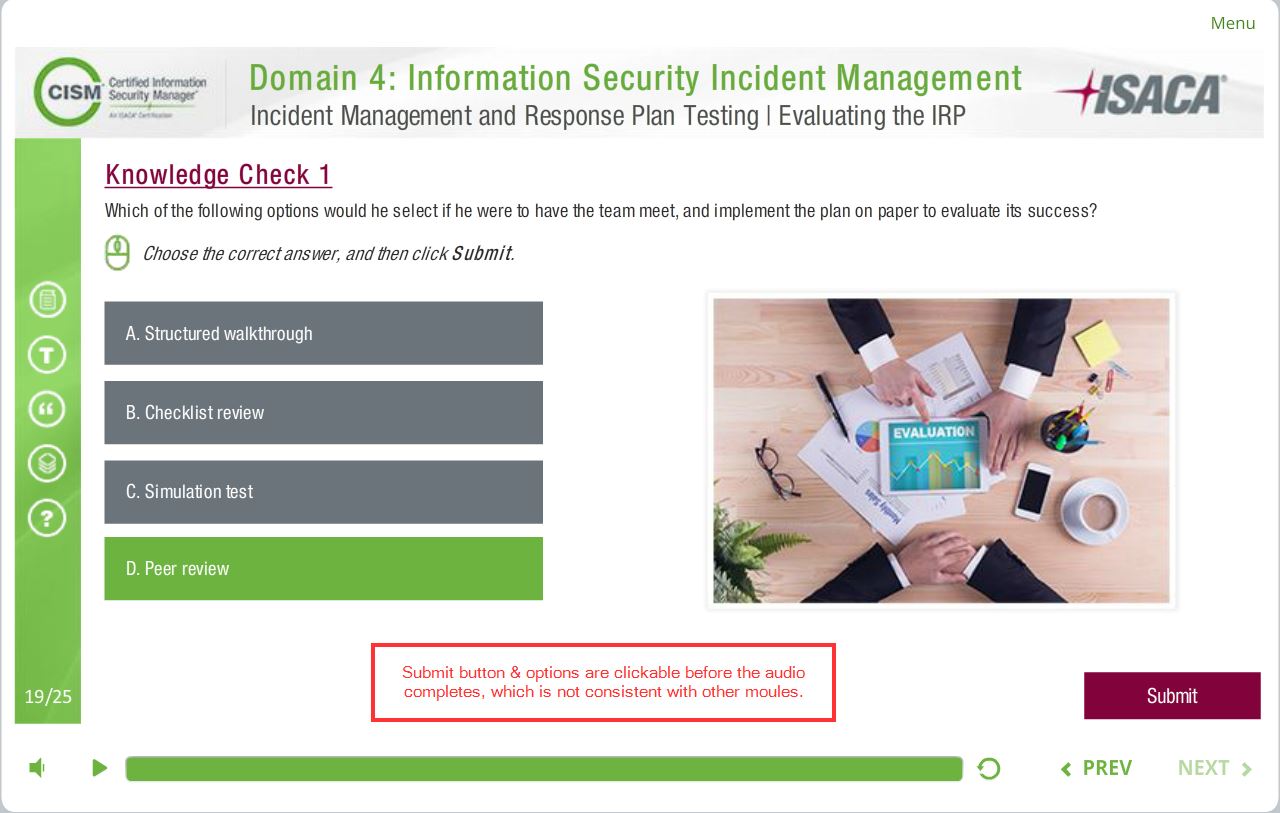 Menu
CISM
Certified Information
Security Manager®
An ISACA® Certification
Domain 4: Information Security Incident Management
Incident Management and Response Plan Testing | Evaluating the IRP
ISACA®
Knowledge Check 1
Which of the following options would he select if he were to have the team meet, and implement the plan on paper to evaluate its success?
Choose the correct answer, and then click Submit.
A. Structured walkthrough
B. Checklist review
C. Simulation test
D. Peer review
EVALUATION
Monthly Sales
T
“
?
Submit button & options are clickable before the audio
completes, which is not consistent with other moules.
19/25
Submit
PREV
NEXT